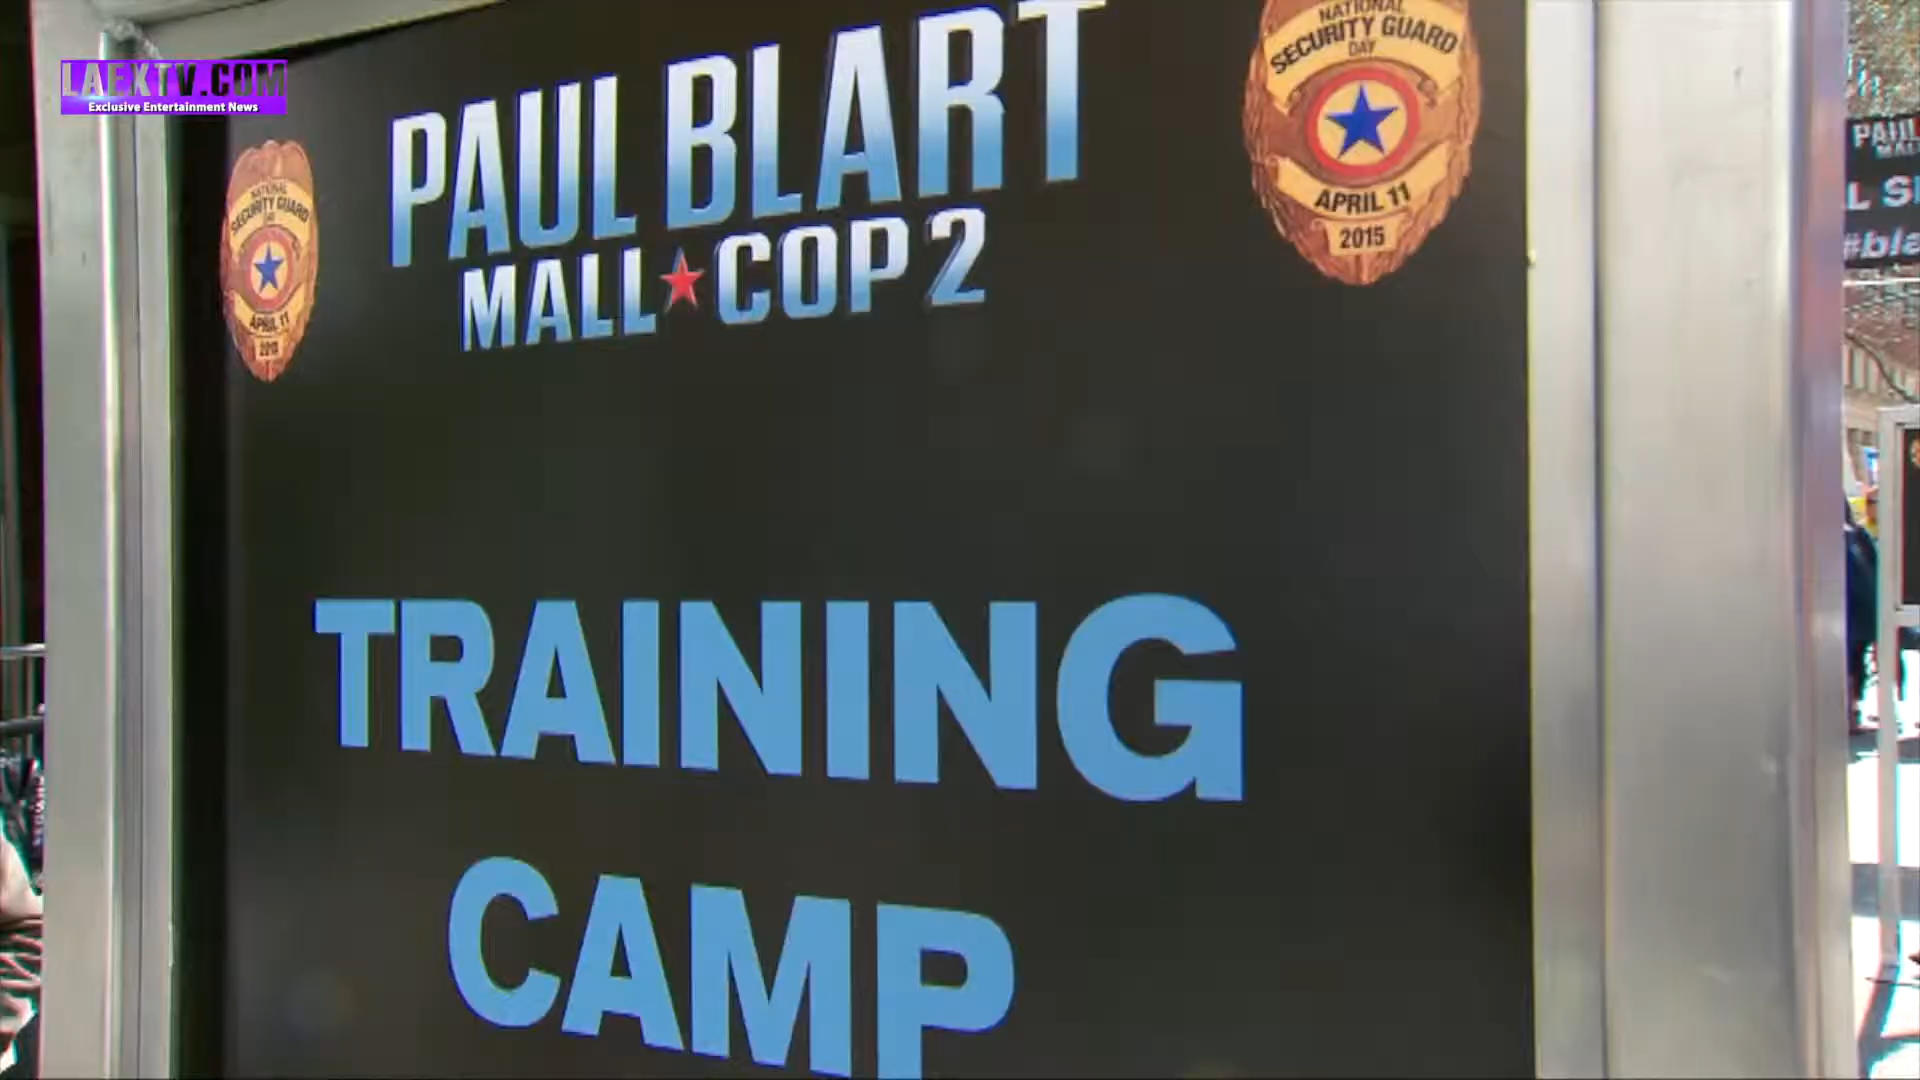 LAEXTV.COM
Exclusive Entertainment News
PAUL BLART
MALL COP 2
NATIONAL
SECURITY GUARD
DAY
APRIL 11
2015
NATIONAL
SECURITY GUARD
DAY
APRIL 11
2015
TRAINING
CAMP
PAUL
MALL
L S
#bla